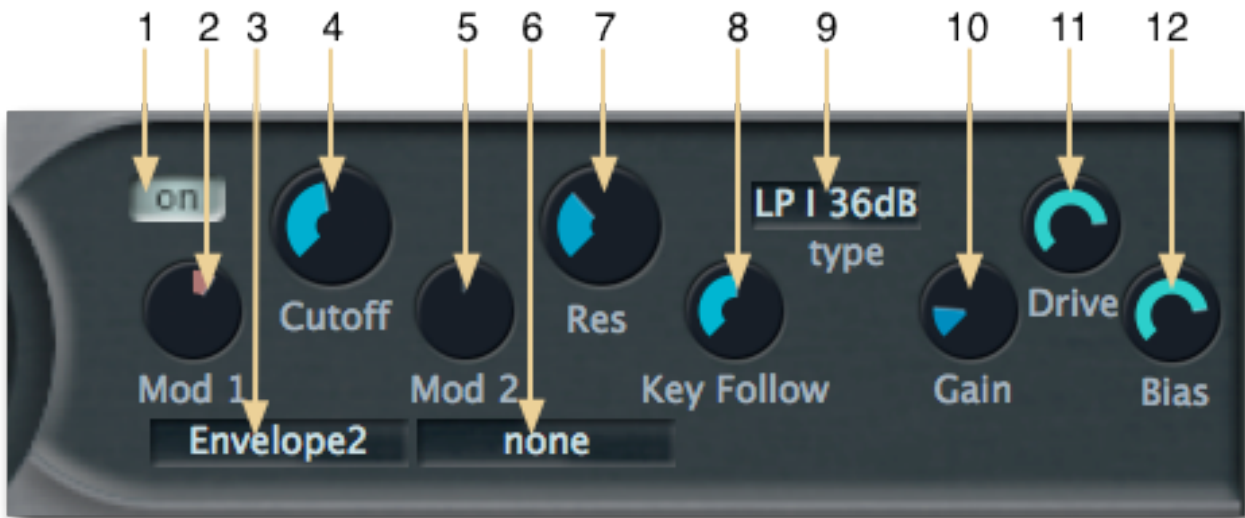 1 2 3 4 5 6 7 8 9 10 11 12
on
LP I 36dB
type
Cutoff
Res
Drive
Mod 1
Mod 2
Key Follow
Gain
Bias
Envelope2
none